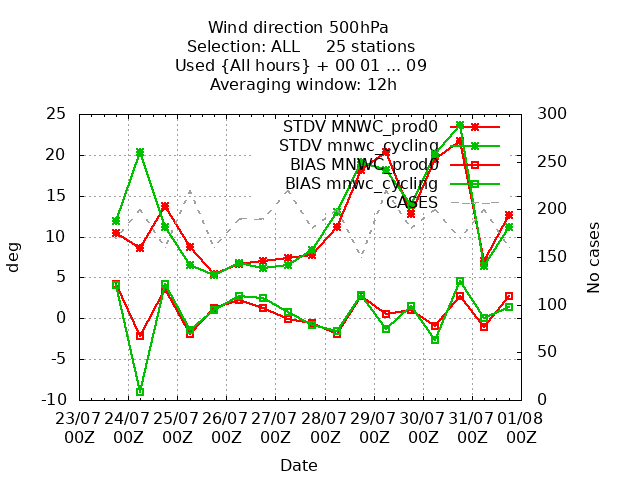 Wind direction 500hPa
Selection: ALL     25 stations
Used {All hours} + 00 01 ... 09
Averaging window: 12h
STDV MNWC_prod0
STDV mnwc_cycling
BIAS MNWC_prod0
BIAS mnwc_cycling
CASES
25
20
15
10
5
0
-5
-10
deg
300
250
200
150
100
50
0
No cases
23/07 24/07 25/07 26/07 27/07 28/07 29/07 30/07 31/07 01/08
00Z 00Z 00Z 00Z 00Z 00Z 00Z 00Z 00Z 00Z
Date